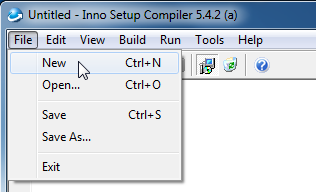 Untitled - Inno Setup Compiler 5.4.2 (a)
File Edit View Build Run Tools Help
New Ctrl+N
Open... Ctrl+O
Save Ctrl+S
Save As...
Exit